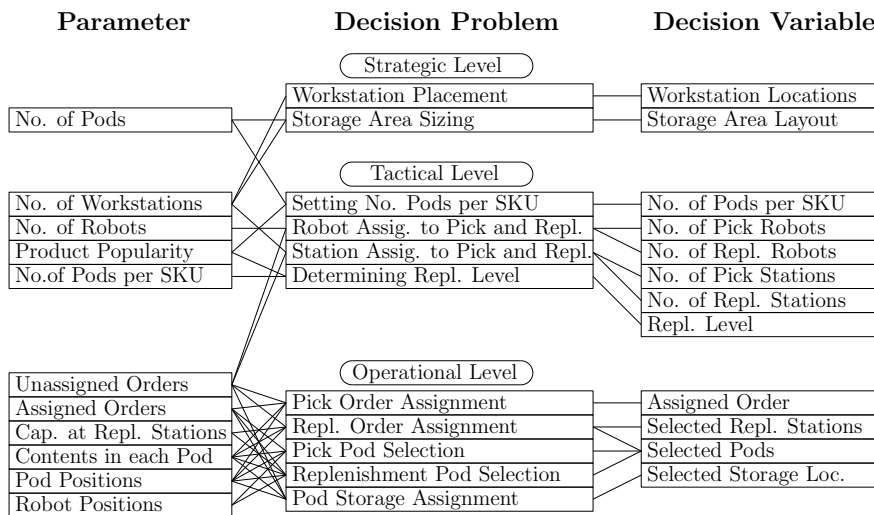 Parameter Decision Problem Decision Variable
Strategic Level
Workstation Placement Workstation Locations
No. of Pods Storage Area Sizing Storage Area Layout
Tactical Level
No. of Workstations Setting No. Pods per SKU No. of Pods per SKU
No. of Robots Robot Assig. to Pick and Repl. No. of Pick Robots
Product Popularity Station Assig. to Pick and Repl. No. of Repl. Robots
No.of Pods per SKU Determining Repl. Level No. of Pick Stations
No. of Repl. Stations
Repl. Level
Operational Level
Unassigned Orders Pick Order Assignment Assigned Order
Assigned Orders Repl. Order Assignment Selected Repl. Stations
Cap. at Repl. Stations Pick Pod Selection Selected Pods
Contents in each Pod Replenishment Pod Selection Selected Storage Loc.
Pod Positions Pod Storage Assignment
Robot Positions